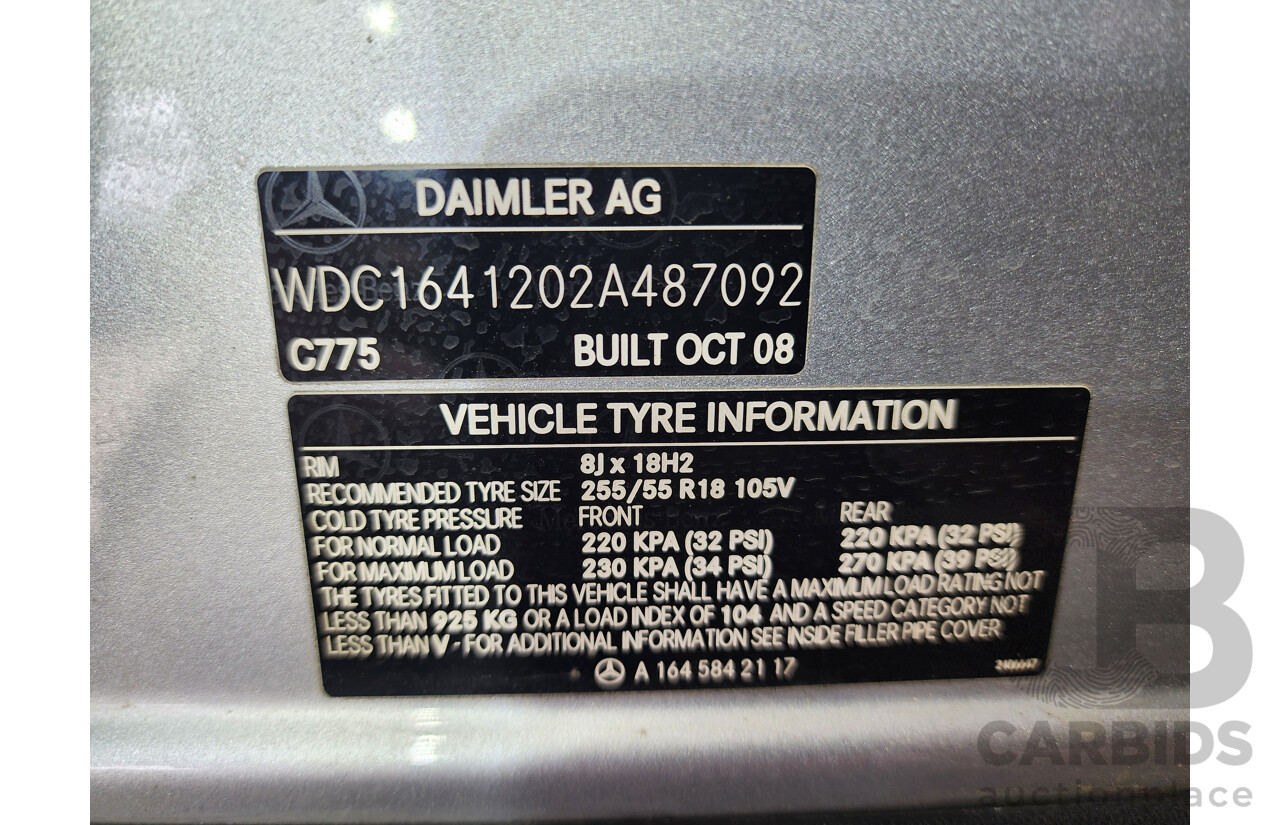 DAIMLER AG
WDC1641202A487092
C775 BUILT OCT 08
VEHICLE TYRE INFORMATION
RIM 8J x 18H2
RECOMMENDED TYRE SIZE 255/55 R18 105V
COLD TYRE PRESSURE FRONT REAR
FOR NORMAL LOAD 220 KPA (32 PSI) 220 KPA (32 PSI)
FOR MAXIMUM LOAD 230 KPA (34 PSI) 270 KPA (39 PSI)
THE TYRES FITTED TO THIS VEHICLE SHALL HAVE A MAXIMUM LOAD RATING NOT
LESS THAN 925 KG OR A LOAD INDEX OF 104 AND A SPEED CATEGORY NOT
LESS THAN V - FOR ADDITIONAL INFORMATION SEE INSIDE FILLER PIPE COVER
A 164 584 21 17
CARBIDS
auctionplace